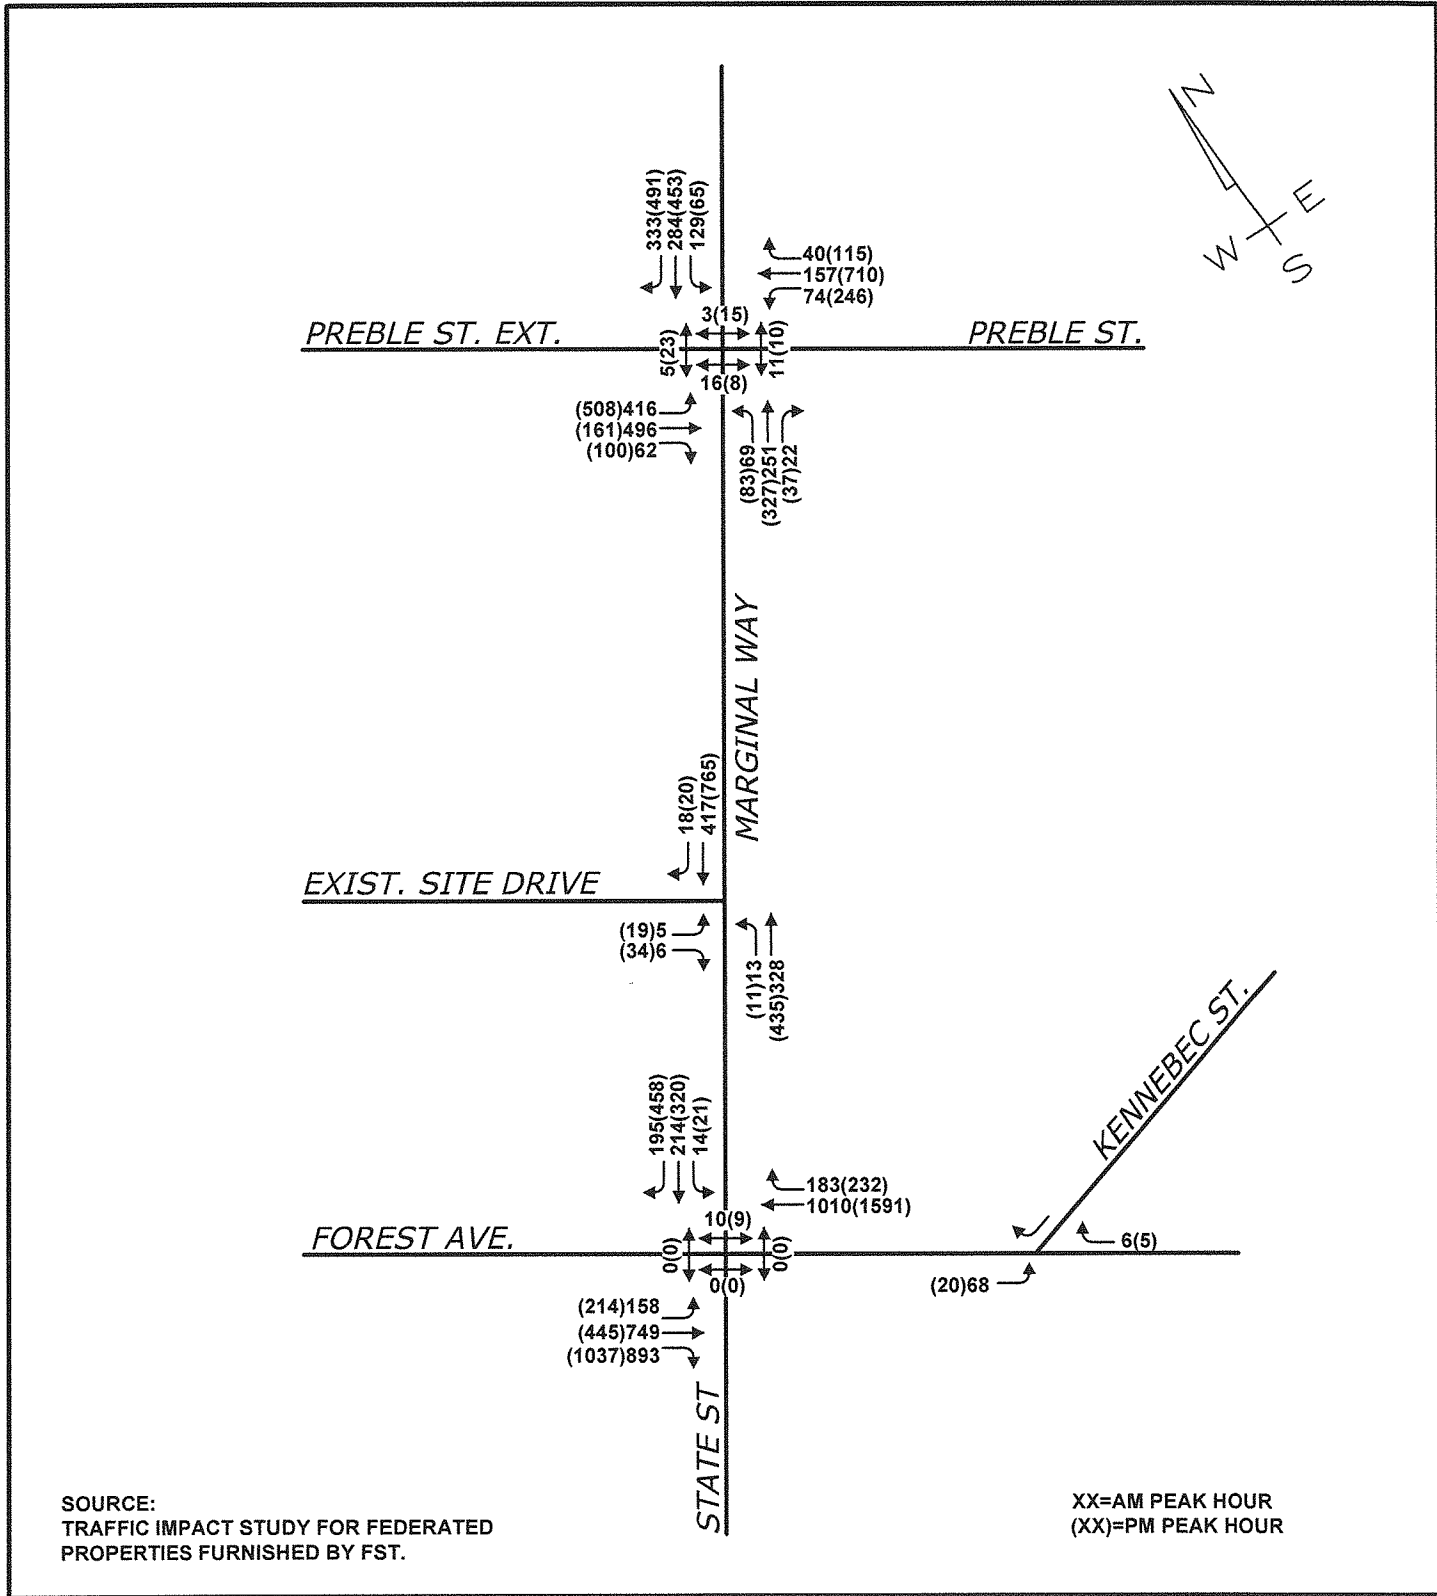 N
E
W
S
333(491)
284(453)
129(65)
40(115)
157(710)
74(246)
3(15)
PREBLE ST. EXT.
PREBLE ST.
5(23)
11(10)
16(8)
(508)416
(161)496
(100)62
(83)69
(327)251
(37)22
MARGINAL WAY
18(20)
417(765)
EXIST. SITE DRIVE
(19)5
(34)6
(11)13
(435)328
KENNEBEC ST.
195(458)
214(320)
14(21)
183(232)
1010(1591)
10(9)
FOREST AVE.
0(0)
0(0)
0(0)
6(5)
(20)68
(214)158
(445)749
(1037)893
STATE ST
SOURCE:
TRAFFIC IMPACT STUDY FOR FEDERATED
PROPERTIES FURNISHED BY FST.
XX=AM PEAK HOUR
(XX)=PM PEAK HOUR